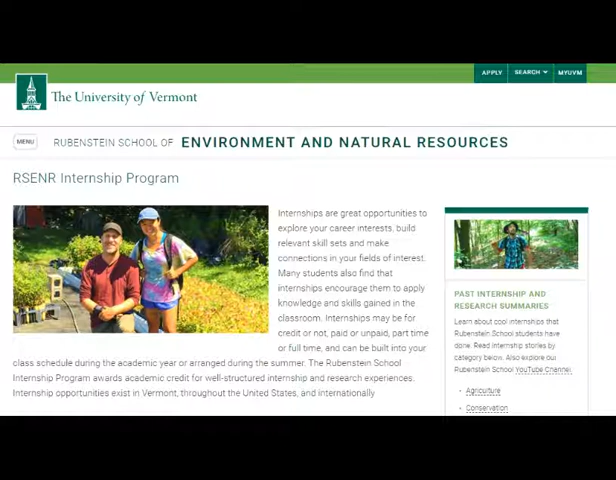 APPLY SEARCH MYUVM
The University of Vermont
MENU RUBENSTEIN SCHOOL OF ENVIRONMENT AND NATURAL RESOURCES
RSENR Internship Program
Internships are great opportunities to
explore your career interests, build
relevant skill sets and make
connections in your fields of interest.
Many students also find that
internships encourage them to apply
knowledge and skills gained in the
classroom. Internships may be for
credit or not, paid or unpaid, part time
or full time, and can be built into your
class schedule during the academic year or arranged during the summer. The Rubenstein School
Internship Program awards academic credit for well-structured internship and research experiences.
Internship opportunities exist in Vermont, throughout the United States, and internationally
PAST INTERNSHIP AND
RESEARCH SUMMARIES
Learn about cool internships that
Rubenstein School students have
done. Read internship stories by
category below. Also explore our
Rubenstein School YouTube Channel.
Agriculture
Conservation